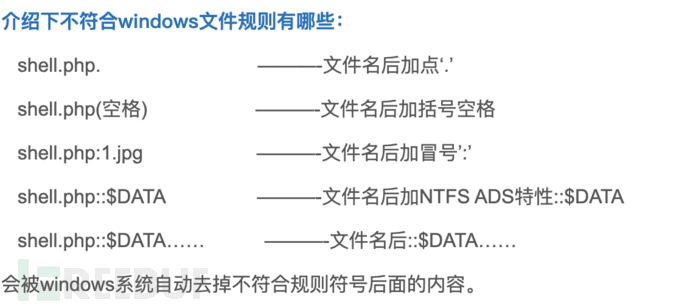 介绍下不符合windows文件规则有哪些：
shell.php. ————-文件名后加点‘.’
shell.php(空格) ————-文件名后加括号空格
shell.php:1.jpg ————-文件名后加冒号’:’
shell.php::$DATA ————-文件名后加NTFS ADS特性::$DATA
shell.php::$DATA…… ————-文件名后::$DATA……
会被windows系统自动去掉不符合规则符号后面的内容。